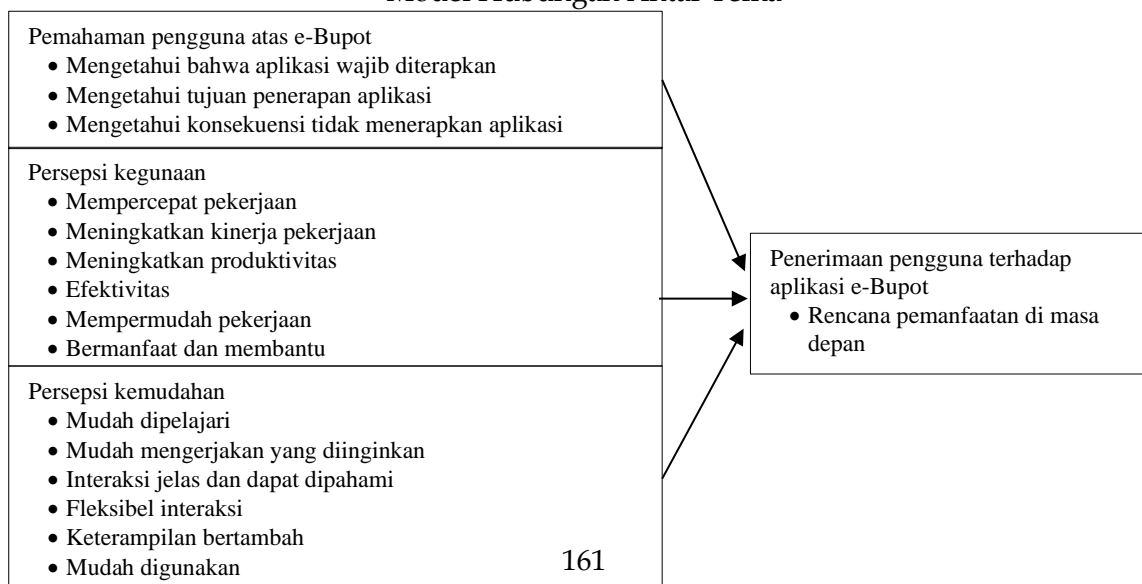 Model Hubungan Antar Tema
Pemahaman pengguna atas e-Bupot
• Mengetahui bahwa aplikasi wajib diterapkan
• Mengetahui tujuan penerapan aplikasi
• Mengetahui konsekuensi tidak menerapkan aplikasi
Persepsi kegunaan
• Mempercepat pekerjaan
• Meningkatkan kinerja pekerjaan
• Meningkatkan produktivitas
• Efektivitas
• Mempermudah pekerjaan
• Bermanfaat dan membantu
Persepsi kemudahan
• Mudah dipelajari
• Mudah mengerjakan yang diinginkan
• Interaksi jelas dan dapat dipahami
• Fleksibel interaksi
• Keterampilan bertambah
• Mudah digunakan
Penerimaan pengguna terhadap
aplikasi e-Bupot
• Rencana pemanfaatan di masa
depan
161